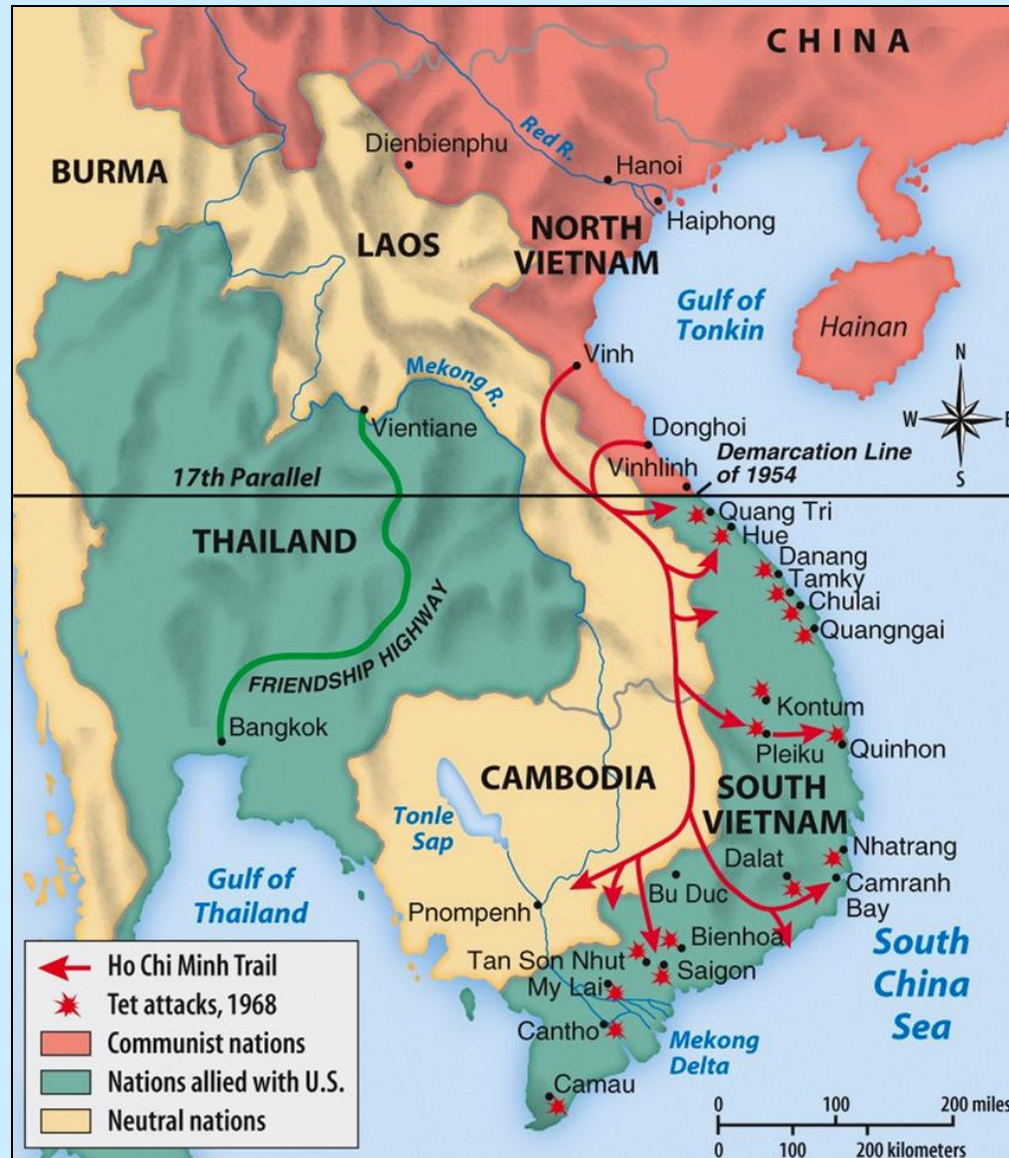 CHINA
Red R.
Dienbienphu
Hanoi
BURMA
Haiphong
LAOS
NORTH
VIETNAM
Gulf of
Tonkin
Hainan
Vinh
N
W
E
S
Mekong R.
Vientiane
Donghoi
Vinhlinh
Demarcation Line
of 1954
17th Parallel
Quang Tri
Hue
THAILAND
Danang
Tamky
Chulai
Quangngai
FRIENDSHIP HIGHWAY
Kontum
Bangkok
Pleiku
Quinhon
CAMBODIA
SOUTH
VIETNAM
Tonle
Sap
Nhatrang
Dalat
Camranh
Bay
Bu Duc
Gulf of
Thailand
Pnompenh
Bienhoa
South
China
Sea
Tan Son Nhut
Saigon
My Lai
Cantho
Mekong
Delta
Camau
Ho Chi Minh Trail
Tet attacks, 1968
Communist nations
Nations allied with U.S.
Neutral nations
0 100 200 miles
0 100 200 kilometers